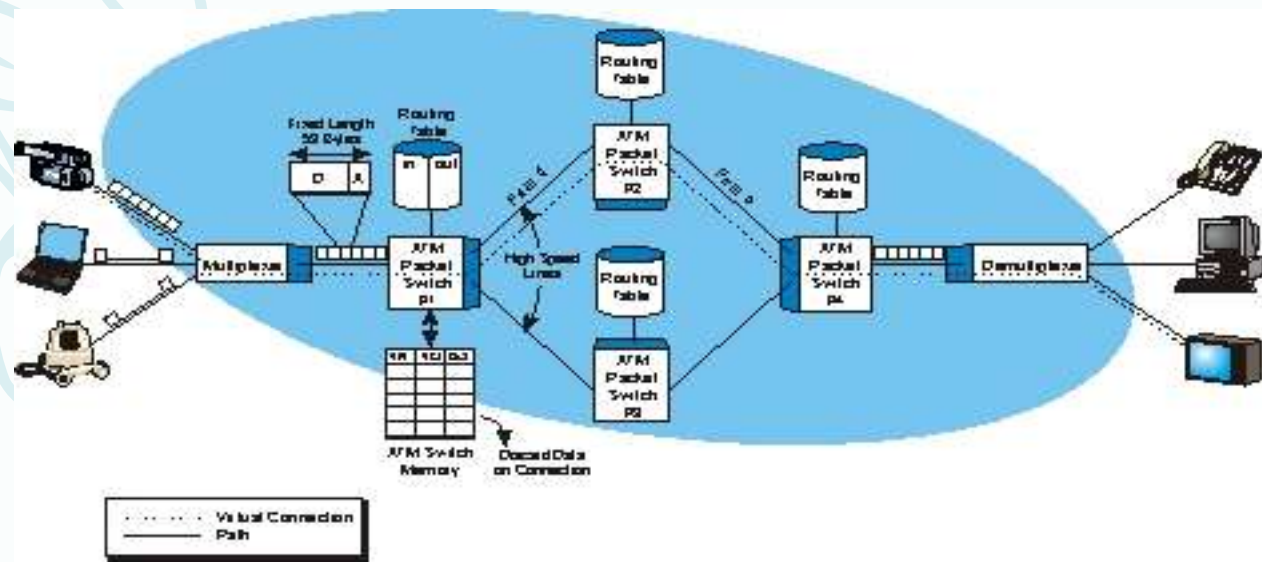 Routing
Table
Fixed Length
53 Bytes
Routing
Table
in out
D A
ATM
Packet
Switch
P2
Routing
Table
Path
Path
High Speed
Lines
Multiplexer
ATM
Packet
Switch
P1
Routing
Table
ATM
Packet
Switch
P4
Demultiplexer
ATM
Packet
Switch
P3
ATM Switch
Memory
Data
on Connection
Virtual Connection
Path